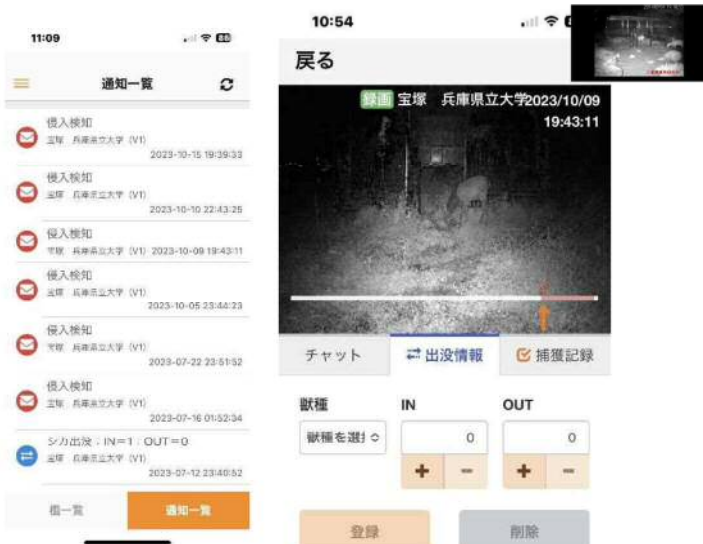 11:09
通知一覧
侵入検知
宝塚 兵庫県立大学 (V1)
2023-10-15 19:39:33
侵入検知
宝塚 兵庫県立大学 (V1)
2023-10-10 22:43:25
侵入検知
宝塚 兵庫県立大学 (V1) 2023-10-09 19:43:11
侵入検知
宝塚 兵庫県立大学 (V1)
2023-10-05 23:44:23
侵入検知
宝塚 兵庫県立大学 (V1)
2023-07-22 23:51:52
侵入検知
宝塚 兵庫県立大学 (V1)
2023-07-16 01:52:34
シカ出没:IN=1:OUT=0
宝塚 兵庫県立大学 (V1)
2023-07-12 23:40:52
檻一覧
通知一覧
10:54
戻る
録画 宝塚 兵庫県立大学2023/10/09
19:43:11
チャット
出没情報
捕獲記録
獣種 IN OUT
獣種を選 0 0
+ - + -
登録
削除